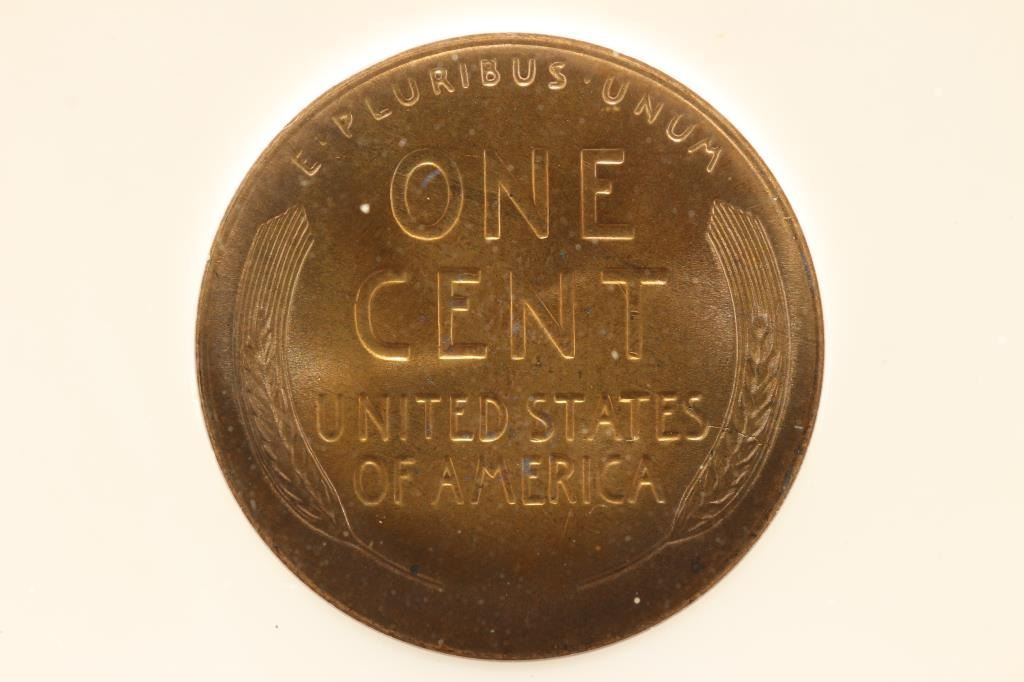 E · PLURIBUS · UNUM
ONE
CENT
UNITED STATES
OF AMERICA